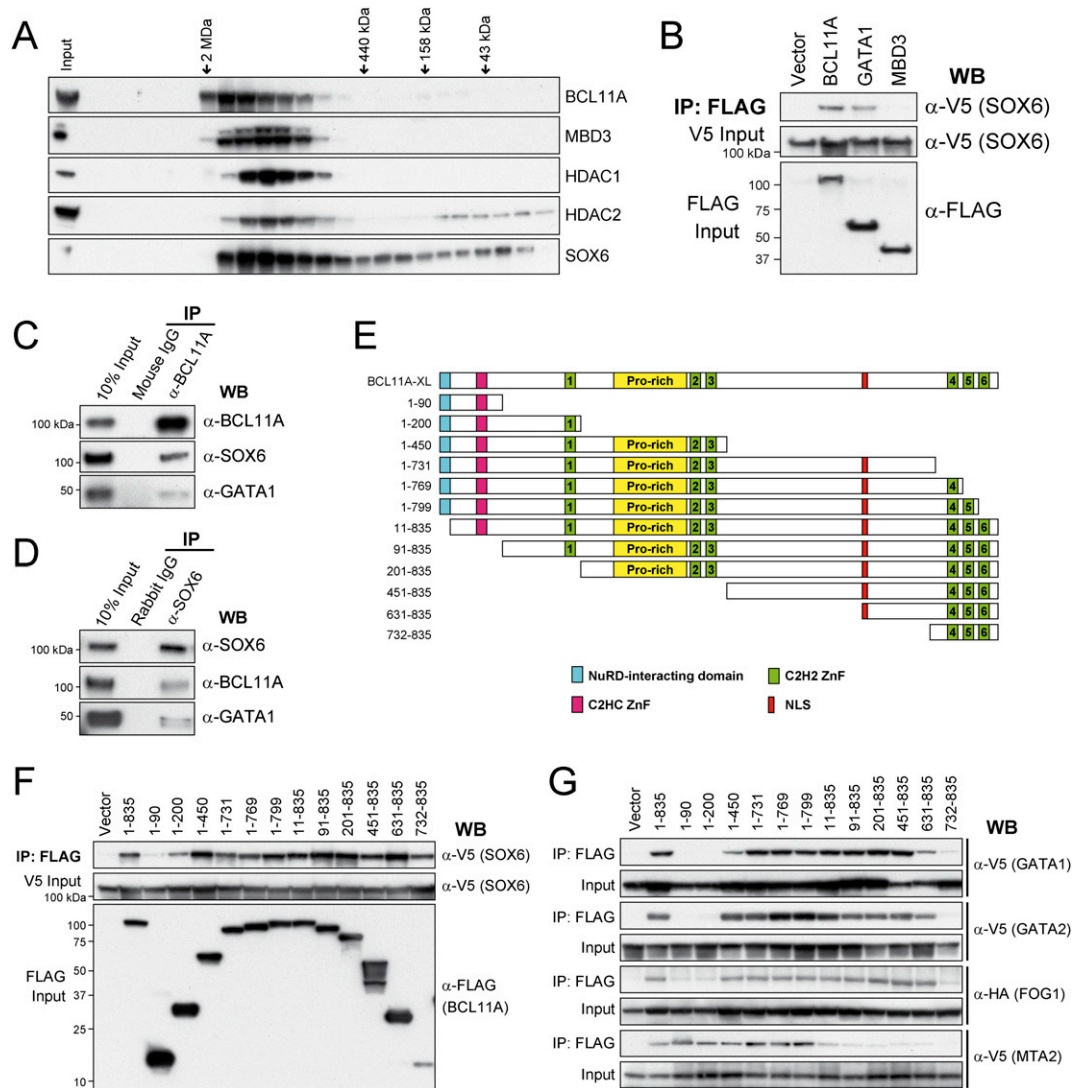 A
Input
2 MDa
440 kDa
158 kDa
43 kDa
BCL11A
MBD3
HDAC1
HDAC2
SOX6
B
Vector
BCL11A
GATA1
MBD3
WB
IP: FLAG
α-V5 (SOX6)
V5 Input
α-V5 (SOX6)
100 kDa
FLAG Input
100
75
50
37
α-FLAG
C
IP
10% Input
Mouse IgG
α-BCL11A
WB
100 kDa
α-BCL11A
100
α-SOX6
50
α-GATA1
D
IP
10% Input
Rabbit IgG
α-SOX6
WB
100 kDa
α-SOX6
100
α-BCL11A
50
α-GATA1
E
BCL11A-XL
1 Pro-rich 2 3 4 5 6
1-90
1-200
1
1-450
1 Pro-rich 2 3
1-731
1 Pro-rich 2 3
1-769
1 Pro-rich 2 3 4
1-799
1 Pro-rich 2 3 4 5
11-835
1 Pro-rich 2 3 4 5 6
91-835
1 Pro-rich 2 3 4 5 6
201-835
Pro-rich 2 3 4 5 6
451-835
4 5 6
631-835
4 5 6
732-835
4 5 6
NuRD-interacting domain
C2H2 ZnF
C2HC ZnF
NLS
F
Vector
1-835
1-90
1-200
1-450
1-731
1-769
1-799
11-835
91-835
201-835
451-835
631-835
732-835
WB
IP: FLAG
α-V5 (SOX6)
V5 Input
α-V5 (SOX6)
100 kDa
FLAG Input
100
75
50
37
25
10
α-FLAG (BCL11A)
G
Vector
1-835
1-90
1-200
1-450
1-731
1-769
1-799
11-835
91-835
201-835
451-835
631-835
732-835
WB
IP: FLAG
Input
α-V5 (GATA1)
IP: FLAG
Input
α-V5 (GATA2)
IP: FLAG
Input
α-HA (FOG1)
IP: FLAG
Input
α-V5 (MTA2)